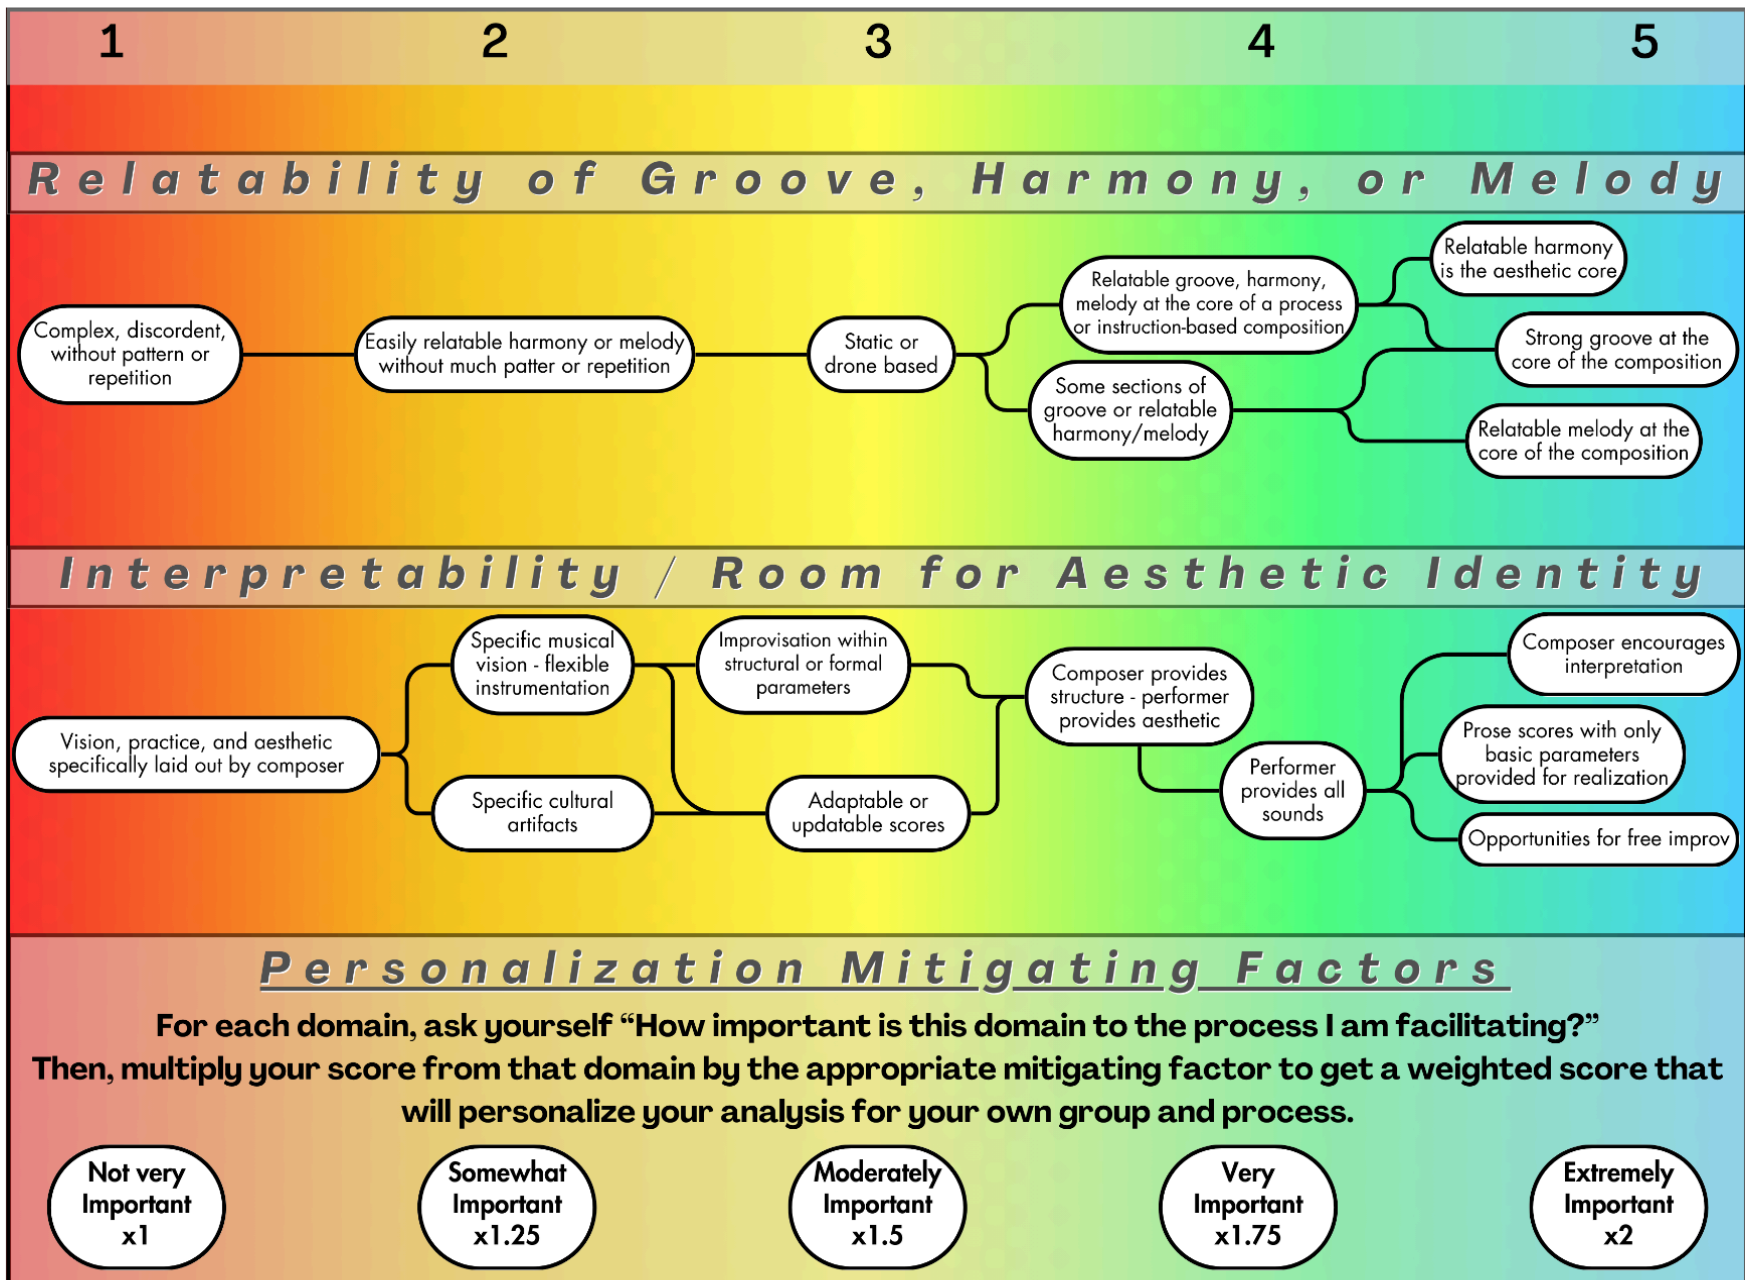 1 2 3 4 5
Relatability of Groove, Harmony, or Melody
Complex, discordent,
without pattern or
repetition
Easily relatable harmony or melody
without much patter or repetition
Static or
drone based
Relatable groove, harmony,
melody at the core of a process
or instruction-based composition
Some sections of
groove or relatable
harmony/melody
Relatable harmony
is the aesthetic core
Strong groove at the
core of the composition
Relatable melody at the
core of the composition
Interpretability / Room for Aesthetic Identity
Vision, practice, and aesthetic
specifically laid out by composer
Specific musical
vision - flexible
instrumentation
Specific cultural
artifacts
Improvisation within
structural or formal
parameters
Adaptable or
updatable scores
Composer provides
structure - performer
provides aesthetic
Performer
provides all
sounds
Composer encourages
interpretation
Prose scores with only
basic parameters
provided for realization
Opportunities for free improv
Personalization Mitigating Factors
For each domain, ask yourself “How important is this domain to the process I am facilitating?”
Then, multiply your score from that domain by the appropriate mitigating factor to get a weighted score that
will personalize your analysis for your own group and process.
Not very
Important
x1
Somewhat
Important
x1.25
Moderately
Important
x1.5
Very
Important
x1.75
Extremely
Important
x2